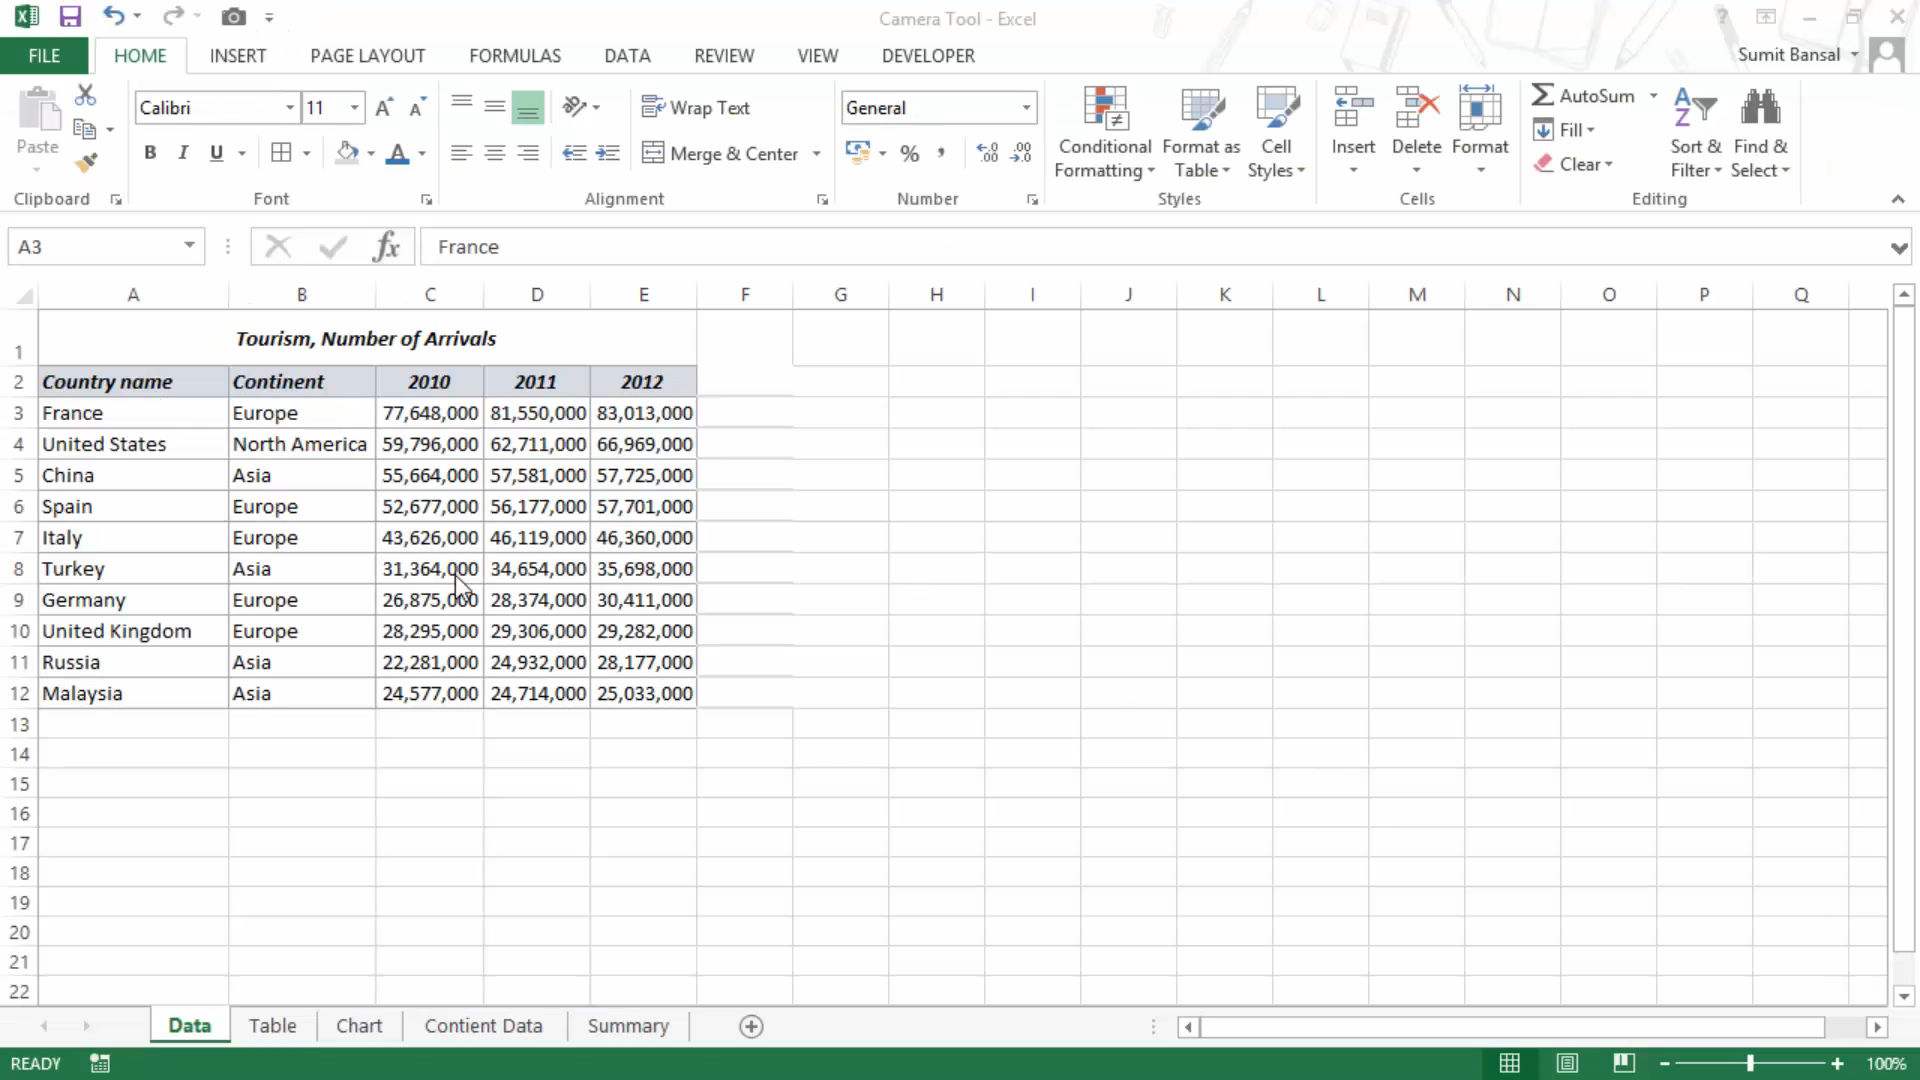 Camera Tool - Excel
FILE HOME INSERT PAGE LAYOUT FORMULAS DATA REVIEW VIEW DEVELOPER Sumit Bansal
Calibri 11 Wrap Text General AutoSum
Paste B I U Merge & Center % Conditional Formatting Format as Table Cell Styles Insert Delete Format Fill Clear Sort & Filter Find & Select
Clipboard Font Alignment Number Styles Cells Editing
A3 fx France
A B C D E F G H I J K L M N O P Q
1 Tourism, Number of Arrivals
2 Country name Continent 2010 2011 2012
3 France Europe 77,648,000 81,550,000 83,013,000
4 United States North America 59,796,000 62,711,000 66,969,000
5 China Asia 55,664,000 57,581,000 57,725,000
6 Spain Europe 52,677,000 56,177,000 57,701,000
7 Italy Europe 43,626,000 46,119,000 46,360,000
8 Turkey Asia 31,364,000 34,654,000 35,698,000
9 Germany Europe 26,875,000 28,374,000 30,411,000
10 United Kingdom Europe 28,295,000 29,306,000 29,282,000
11 Russia Asia 22,281,000 24,932,000 28,177,000
12 Malaysia Asia 24,577,000 24,714,000 25,033,000
13
14
15
16
17
18
19
20
21
22
Data Table Chart Contient Data Summary
READY 100%